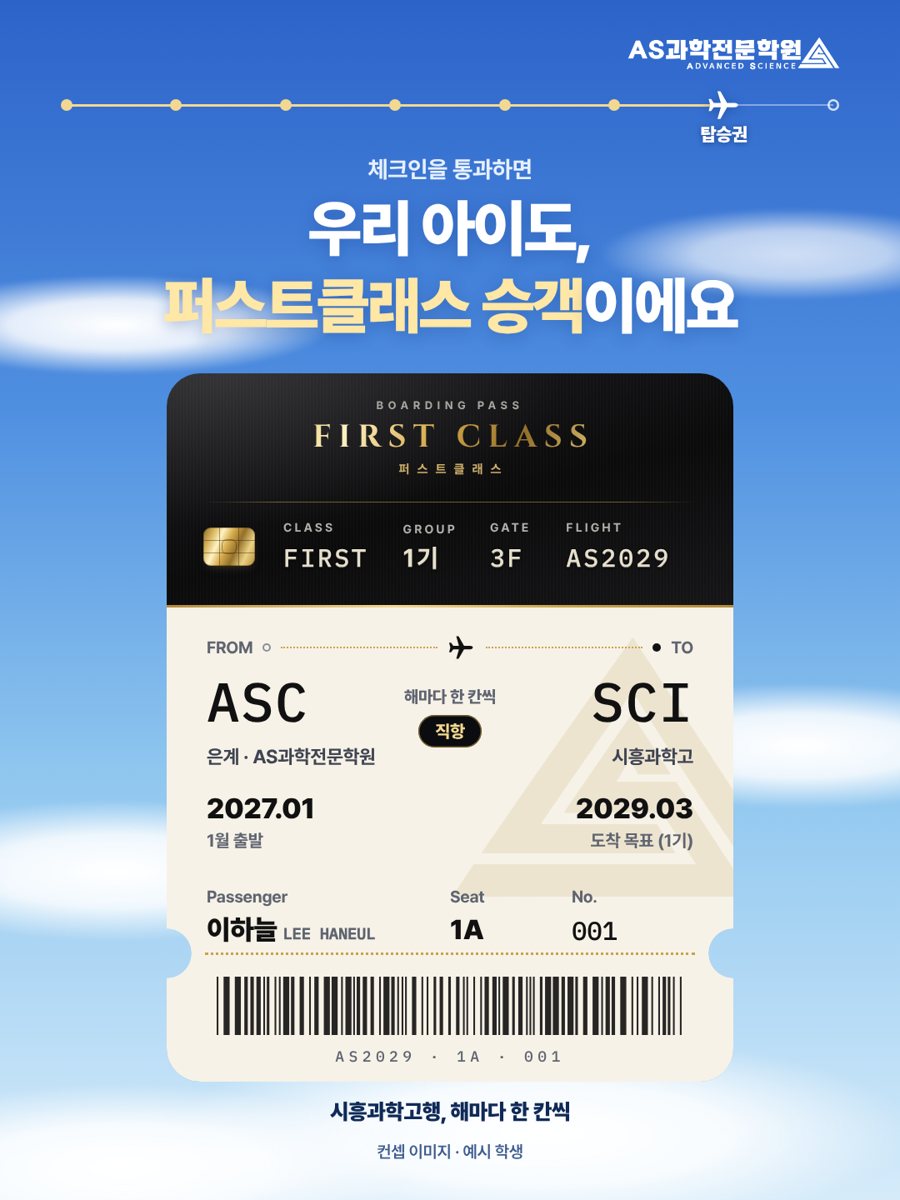 AS과학전문학원
ADVANCED SCIENCE
탑승권
체크인을 통과하면
우리 아이도,
퍼스트클래스 승객이에요
BOARDING PASS
FIRST CLASS
퍼스트클래스
CLASS GROUP GATE FLIGHT
FIRST 1기 3F AS2029
FROM TO
ASC 해마다 한 칸씩 SCI
직항
은계 · AS과학전문학원 시흥과학고
2027.01 2029.03
1월 출발 도착 목표 (1기)
Passenger Seat No.
이하늘 LEE HANEUL 1A 001
AS2029 · 1A · 001
시흥과학고행, 해마다 한 칸씩
컨셉 이미지 · 예시 학생